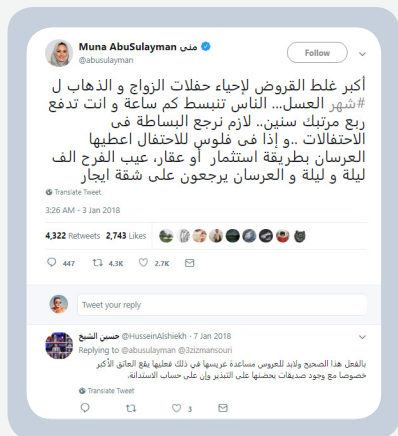 Muna AbuSulayman منى
@abusulayman
Follow
أكبر غلط القروض لإحياء حفلات الزواج و الذهاب ل
#شهر العسل... الناس تنبسط كم ساعة و انت تدفع
ربع مرتبك سنين.. لازم نرجع البساطة فى
الاحتفالات ..و إذا فى فلوس للاحتفال اعطيها
العرسان بطريقة استثمار أو عقار، عيب الفرح الف
ليلة و ليلة و العرسان يرجعون على شقة ايجار
Translate Tweet
3:26 AM - 3 Jan 2018
4,322 Retweets 2,743 Likes
447 4.3K 2.7K
Tweet your reply
حسين الشيخ @HusseinAlshiekh · 7 Jan 2018
Replying to @abusulayman @3zizmansouri
بالفعل هذا الصحيح ولابد للعروس مساعدة عريسها في ذلك فعليها يقع العاتق الأكبر
خصوصا مع وجود صديقات يحضنها على التبذير وإن على حساب الاستدانة.
Translate Tweet
3